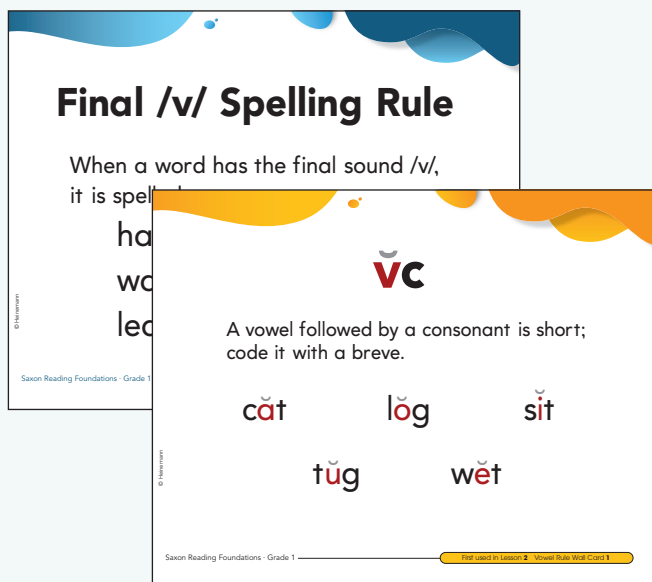 Final /v/ Spelling Rule
When a word has the final sound /v/,
it is spel
ha
lea
© Heinemann
Saxon Reading Foundations · Grade 1
v̆c
A vowel followed by a consonant is short;
code it with a breve.
căt lŏg sĭt
tŭg wĕt
© Heinemann
Saxon Reading Foundations · Grade 1
First used in Lesson 2 Vowel Rule Wall Card 1